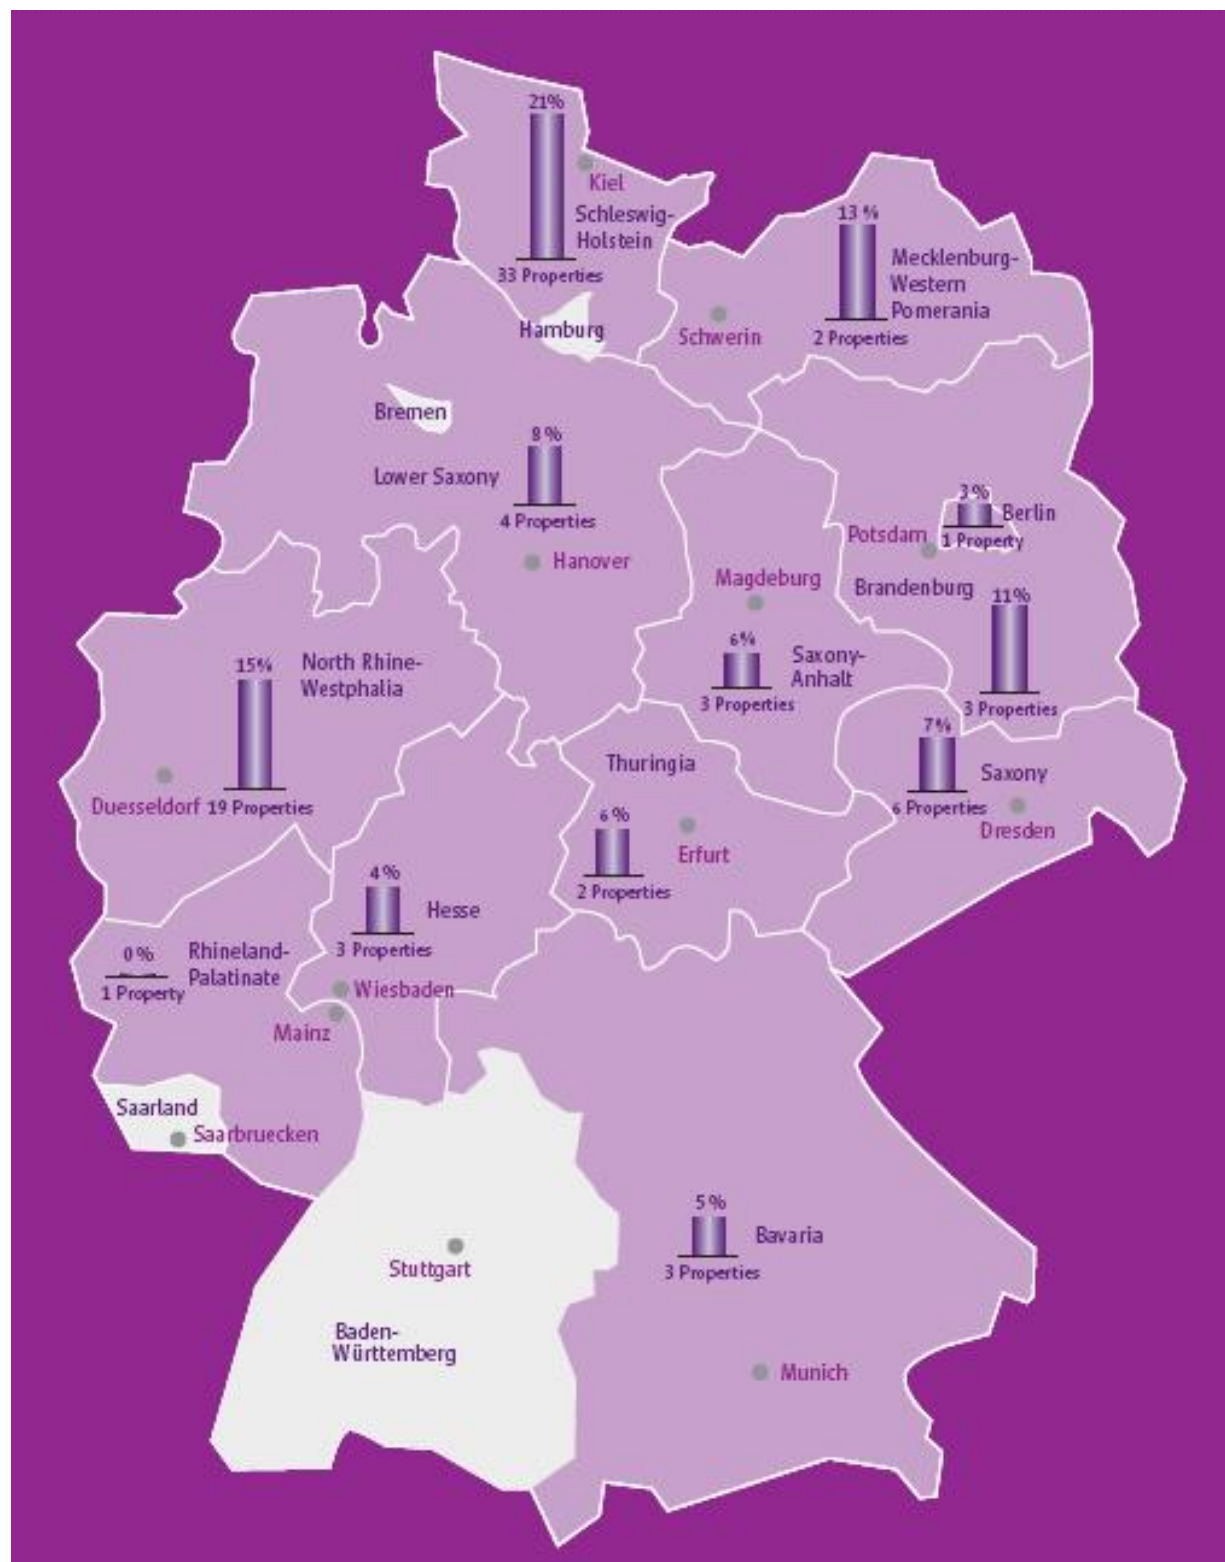 21%
Kiel
Schleswig-
Holstein
33 Properties
13 %
Mecklenburg-
Western
Pomerania
2 Properties
Schwerin
Hamburg
Bremen
8 %
Lower Saxony
4 Properties
Hanover
3 %
Berlin
1 Property
Potsdam
Brandenburg
11%
3 Properties
Magdeburg
6%
Saxony-
Anhalt
3 Properties
15%
North Rhine-
Westphalia
Duesseldorf
19 Properties
7%
Saxony
6 Properties
Dresden
Thuringia
6 %
Erfurt
2 Properties
4%
Hesse
3 Properties
Wiesbaden
0 %
Rhineland-
Palatinate
1 Property
Mainz
Saarland
Saarbruecken
5 %
Bavaria
3 Properties
Stuttgart
Baden-
Württemberg
Munich